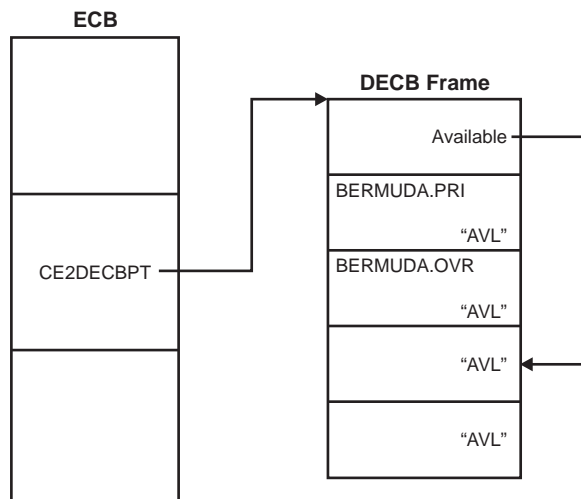 ECB
DECB Frame
Available
BERMUDA.PRI
“AVL”
BERMUDA.OVR
CE2DECBPT
“AVL”
“AVL”
“AVL”